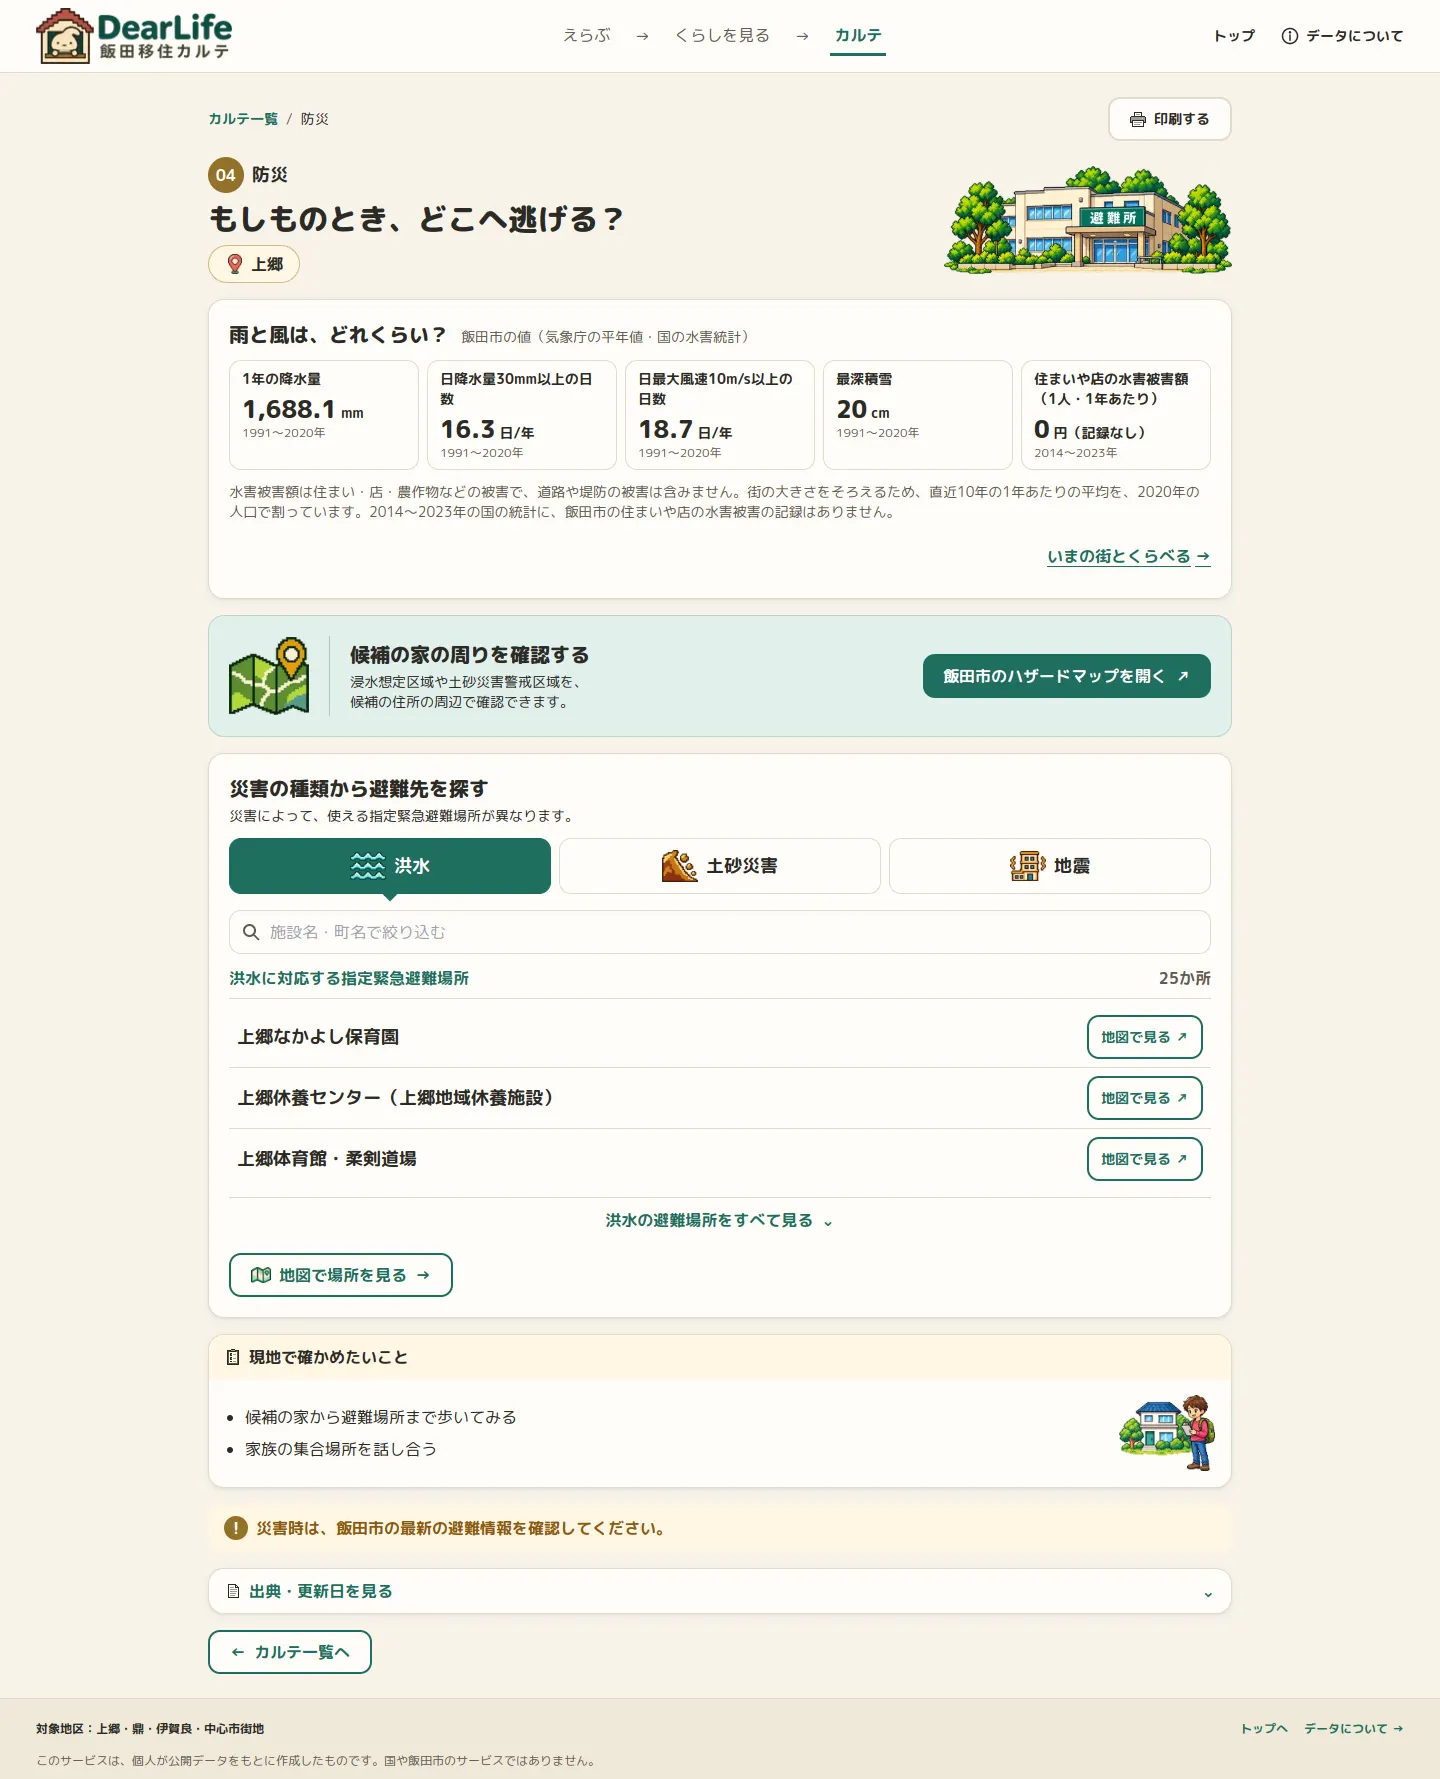 DearLife
飯田移住カルテ
えらぶ → くらしを見る → カルテ
トップ データについて
カルテ一覧 / 防災
印刷する
04 防災
もしものとき、どこへ逃げる？
避難所
上郷
雨と風は、どれくらい？ 飯田市の値（気象庁の平年値・国の水害統計）
1年の降水量
1,688.1 mm
1991〜2020年
日降水量30mm以上の日
数
16.3 日/年
1991〜2020年
日最大風速10m/s以上の
日数
18.7 日/年
1991〜2020年
最深積雪
20 cm
1991〜2020年
住まいや店の水害被害額
（1人・1年あたり）
0 円（記録なし）
2014〜2023年
水害被害額は住まい・店・農作物などの被害で、道路や堤防の被害は含みません。街の大きさをそろえるため、直近10年の1年あたりの平均を、2020年の
人口で割っています。2014〜2023年の国の統計に、飯田市の住まいや店の水害被害の記録はありません。
いまの街とくらべる →
候補の家の周りを確認する
浸水想定区域や土砂災害警戒区域を、
候補の住所の周辺で確認できます。
飯田市のハザードマップを開く ↗
災害の種類から避難先を探す
災害によって、使える指定緊急避難場所が異なります。
洪水
土砂災害
地震
施設名・町名で絞り込む
洪水に対応する指定緊急避難場所 25か所
上郷なかよし保育園 地図で見る ↗
上郷休養センター（上郷地域休養施設） 地図で見る ↗
上郷体育館・柔剣道場 地図で見る ↗
洪水の避難場所をすべて見る ⌄
地図で場所を見る →
現地で確かめたいこと
• 候補の家から避難場所まで歩いてみる
• 家族の集合場所を話し合う
! 災害時は、飯田市の最新の避難情報を確認してください。
出典・更新日を見る ⌄
← カルテ一覧へ
対象地区：上郷・鼎・伊賀良・中心市街地
トップへ データについて →
このサービスは、個人が公開データをもとに作成したものです。国や飯田市のサービスではありません。